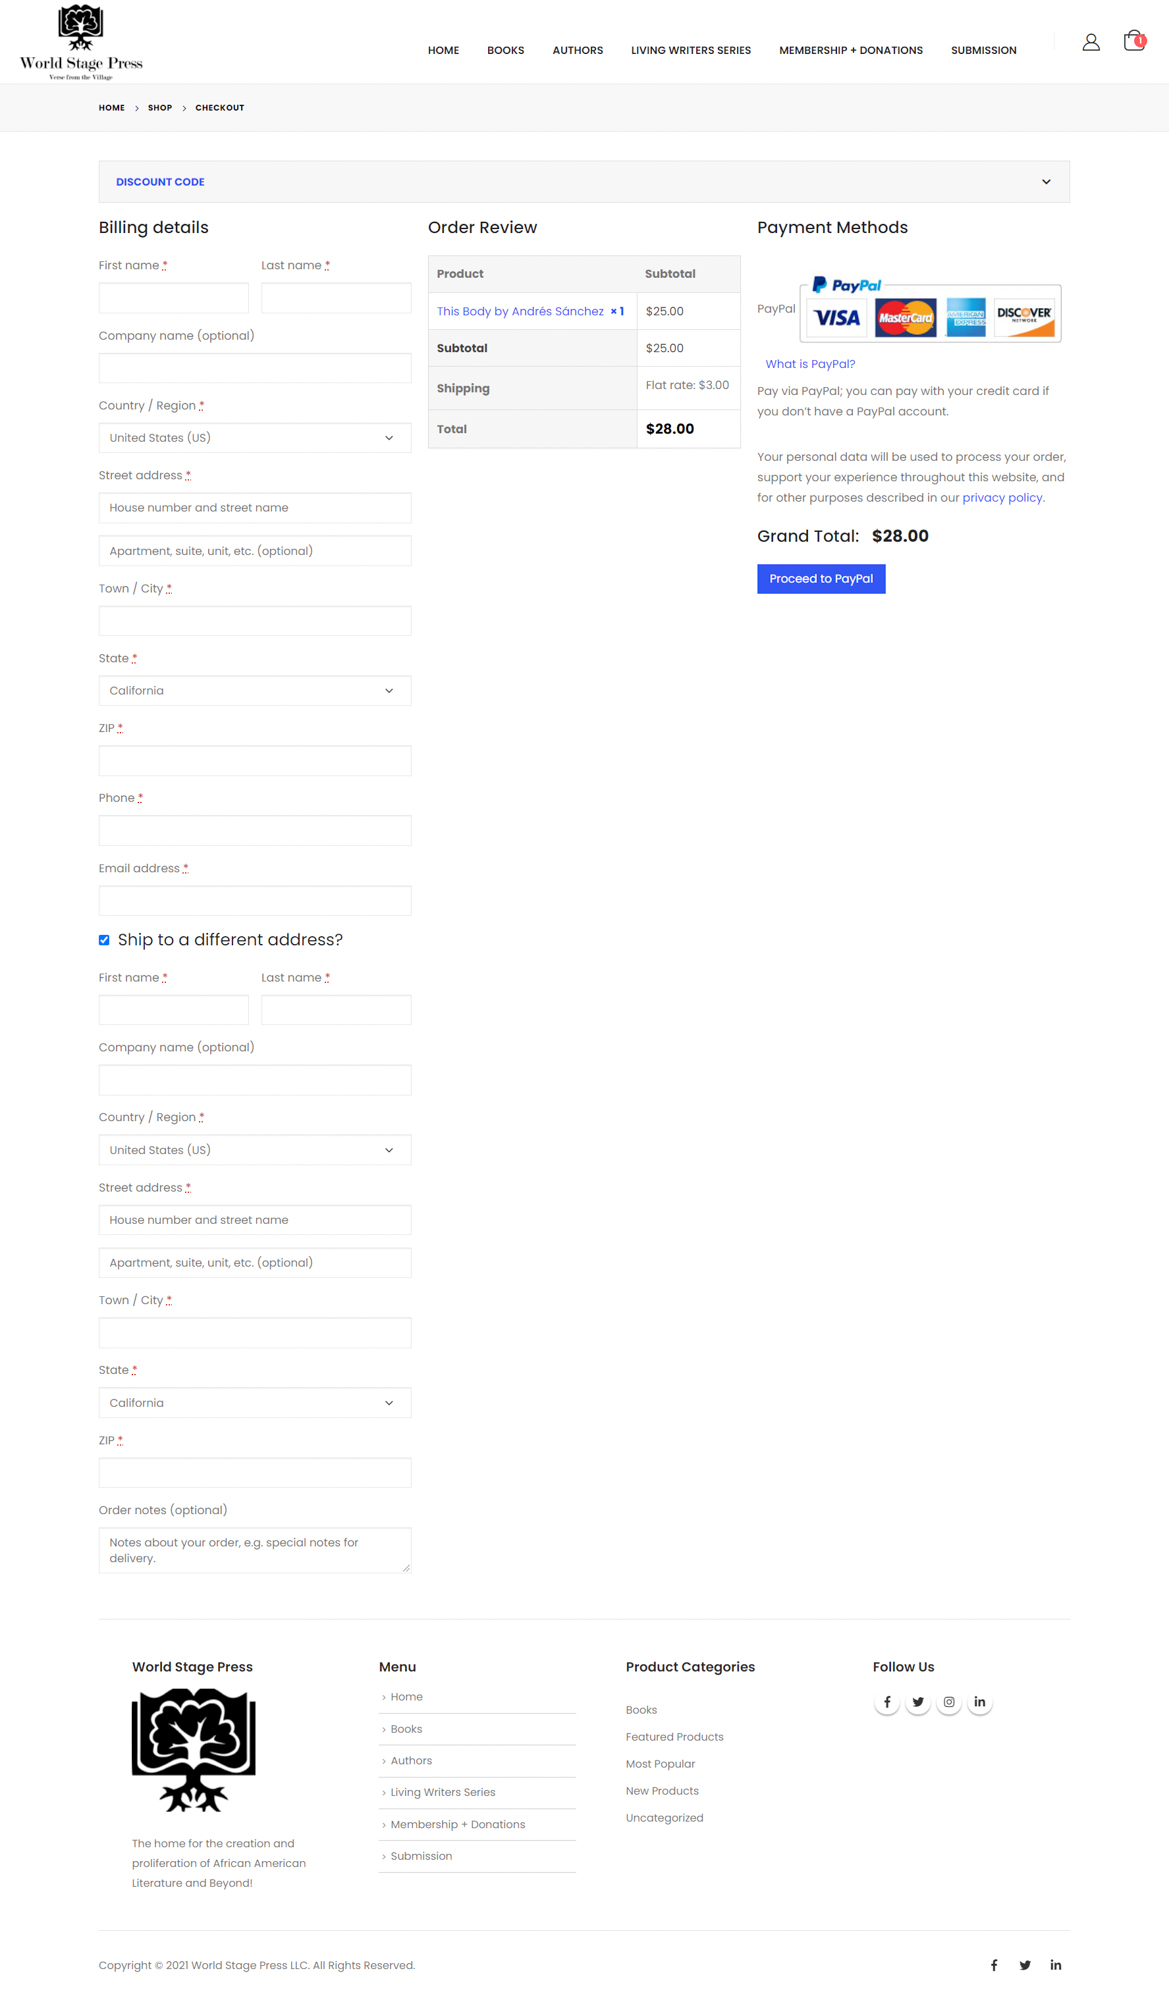 World Stage Press
Verse from the Village
HOME BOOKS AUTHORS LIVING WRITERS SERIES MEMBERSHIP + DONATIONS SUBMISSION
1
HOME > SHOP > CHECKOUT
DISCOUNT CODE
Billing details
First name * Last name *
Company name (optional)
Country / Region *
United States (US)
Street address *
House number and street name
Apartment, suite, unit, etc. (optional)
Town / City *
State *
California
ZIP *
Phone *
Email address *
Ship to a different address?
First name * Last name *
Company name (optional)
Country / Region *
United States (US)
Street address *
House number and street name
Apartment, suite, unit, etc. (optional)
Town / City *
State *
California
ZIP *
Order notes (optional)
Notes about your order, e.g. special notes for
delivery.
Order Review
Product Subtotal
This Body by Andrés Sánchez × 1 $25.00
Subtotal $25.00
Shipping Flat rate: $3.00
Total $28.00
Payment Methods
PayPal
PayPal VISA MasterCard AMERICAN EXPRESS DISCOVER NETWORK
What is PayPal?
Pay via PayPal; you can pay with your credit card if
you don’t have a PayPal account.
Your personal data will be used to process your order,
support your experience throughout this website, and
for other purposes described in our privacy policy.
Grand Total: $28.00
Proceed to PayPal
World Stage Press
The home for the creation and
proliferation of African American
Literature and Beyond!
Menu
> Home
> Books
> Authors
> Living Writers Series
> Membership + Donations
> Submission
Product Categories
Books
Featured Products
Most Popular
New Products
Uncategorized
Follow Us
Copyright © 2021 World Stage Press LLC. All Rights Reserved.